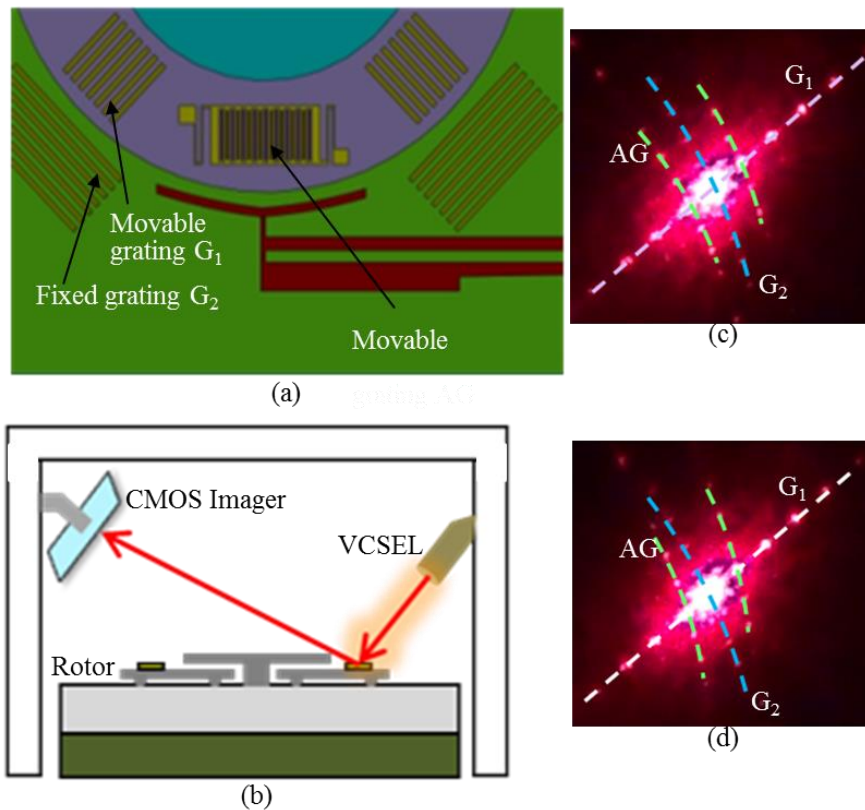 Movable
grating G₁
Fixed grating G₂
Movable
grating AG
(a)
CMOS Imager
VCSEL
Rotor
(b)
G₁
AG
G₂
(c)
G₁
AG
G₂
(d)